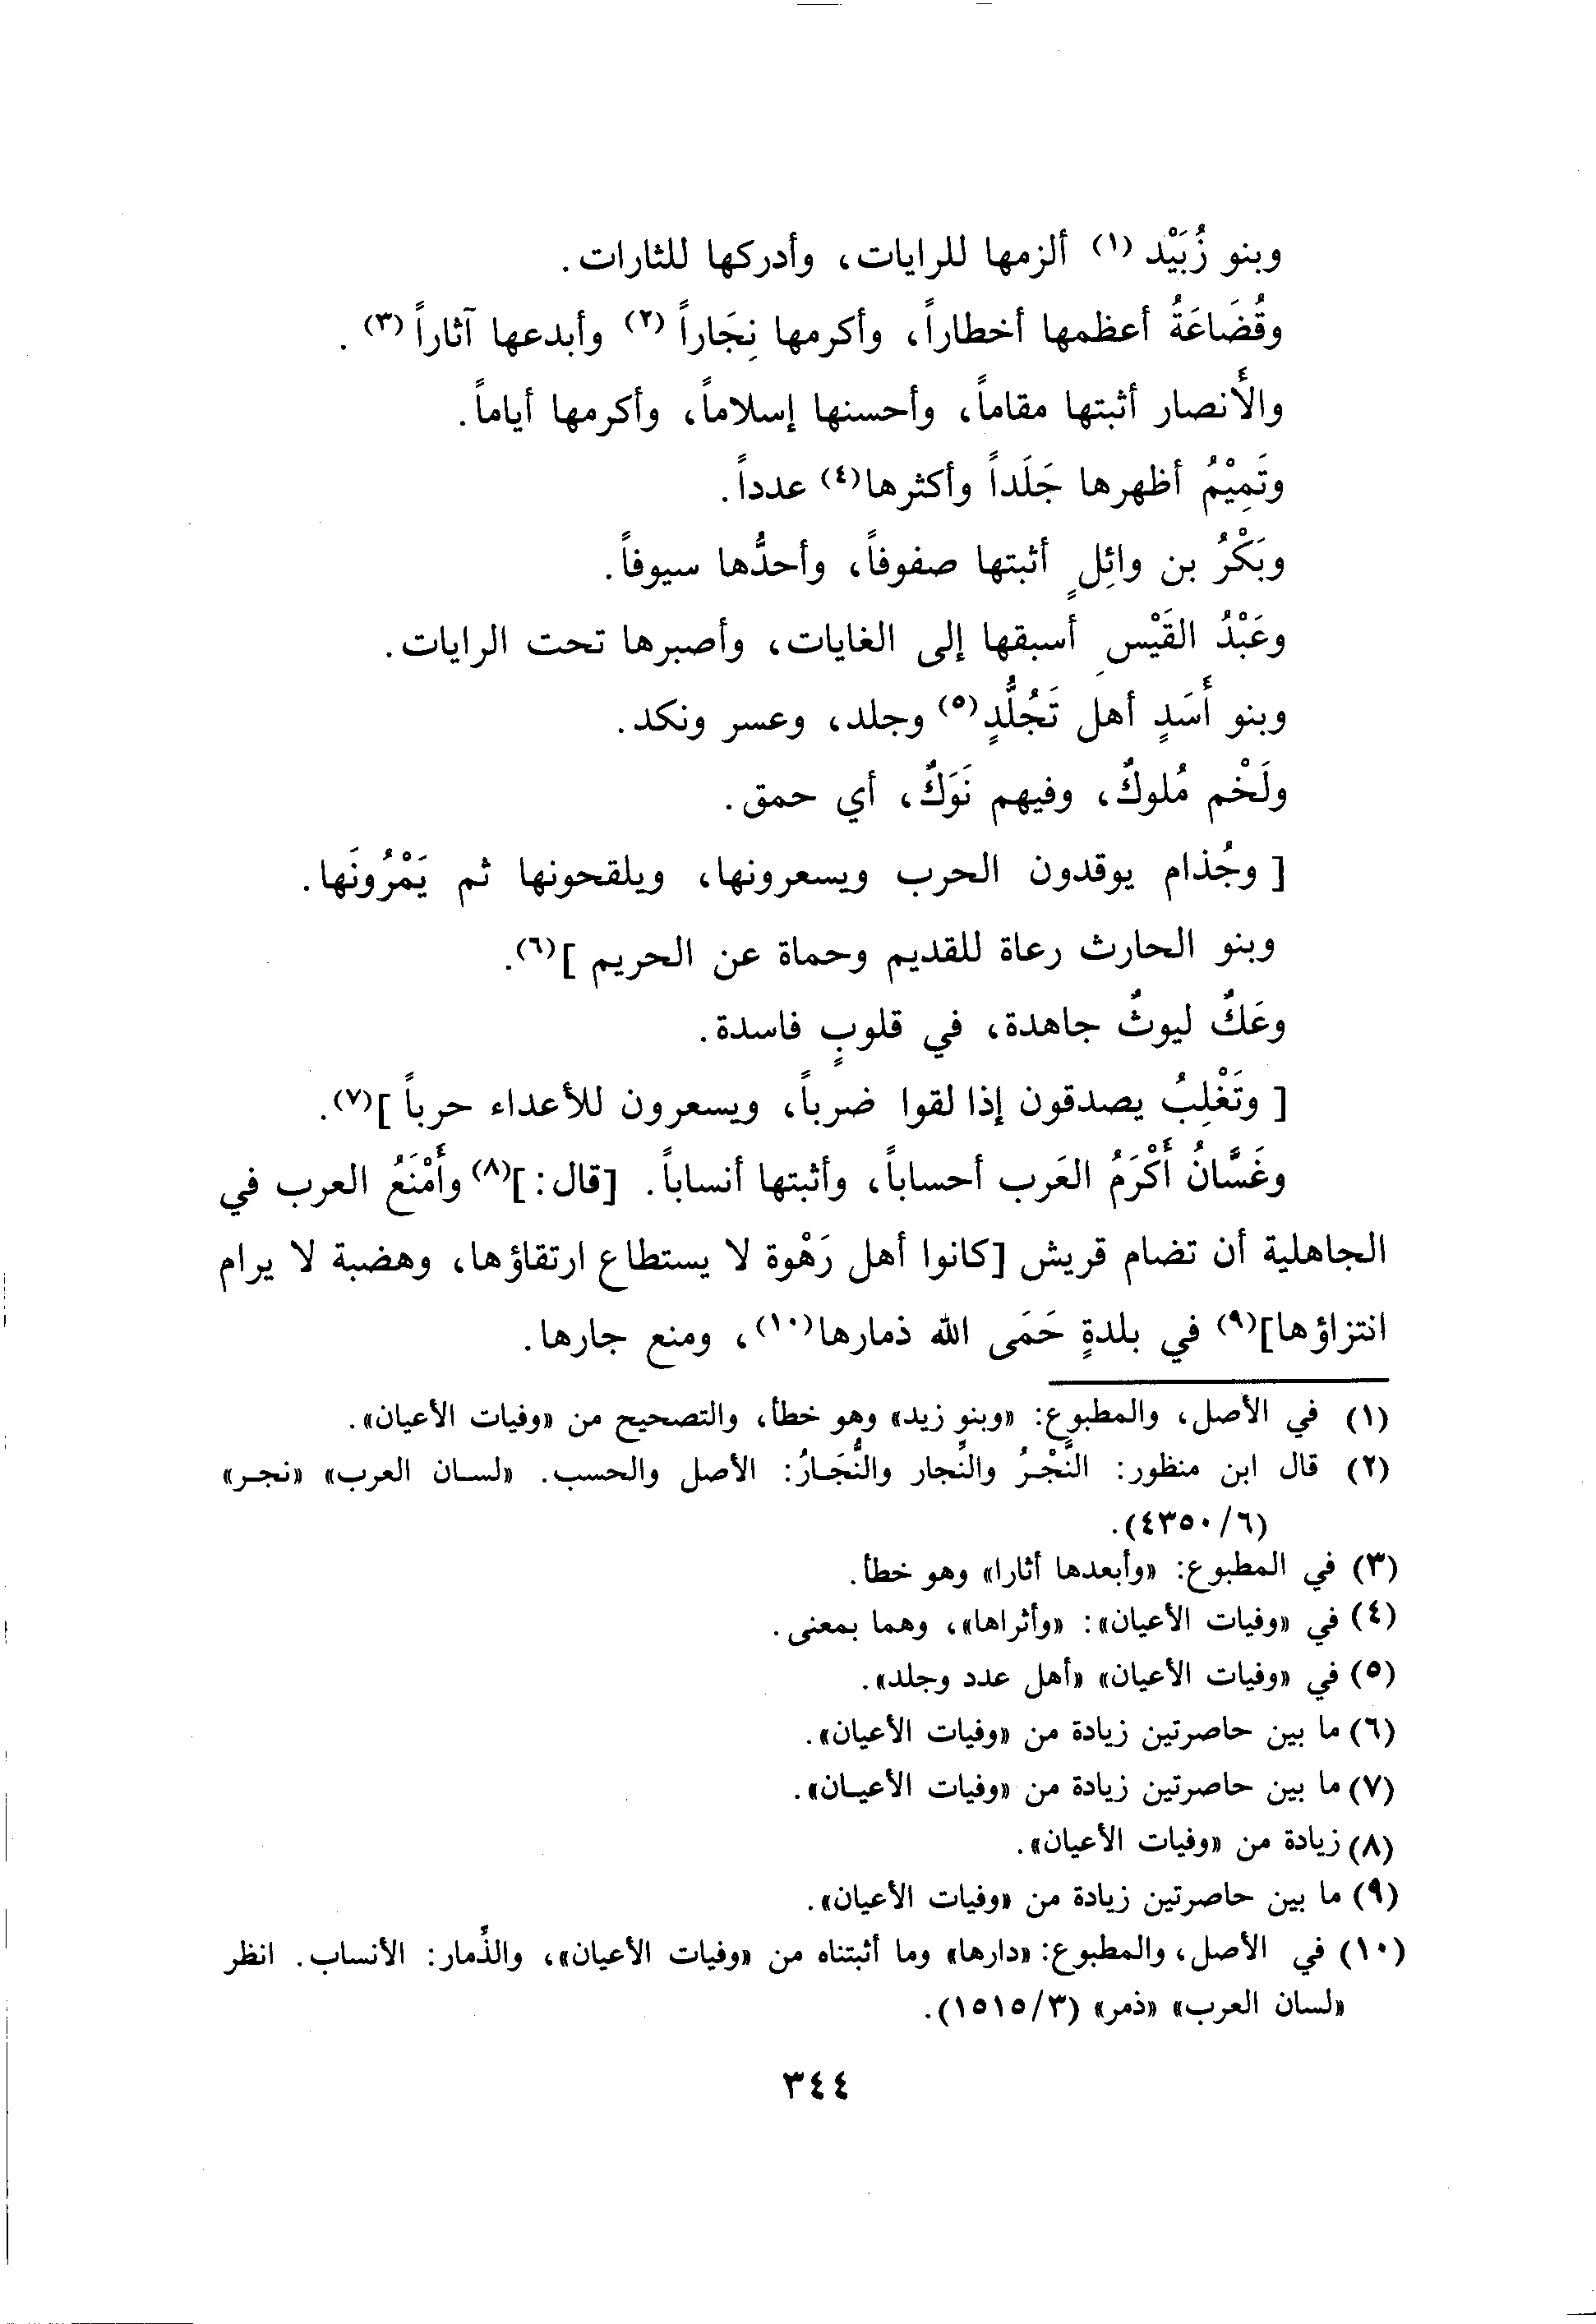 وبنو زُبَيْد (١) ألزمها للرايات، وأدركها للثارات.
وقُضَاعَةُ أعظمها أخطاراً، وأكرمها نِجَاراً (٢) وأبدعها آثاراً (٣) .
والأَنصار أثبتها مقاماً، وأحسنها إسلاماً، وأكرمها أياماً.
وتَمِيْمُ أظهرها جَلَداً وأكثرها(٤) عدداً.
وبَكْرُ بن وائِلٍ أثبتها صفوفاً، وأحدُّها سيوفاً.
وعَبْدُ القَيْسِ أسبقها إلى الغايات، وأصبرها تحت الرايات.
وبنو أَسَدٍ أهل تَجُلُّدٍ(٥) وجلد، وعسر ونكد.
ولَخْم مُلوكٌ، وفيهم نَوَكٌ، أي حمق.
[ وجُذام يوقدون الحرب ويسعرونها، ويلقحونها ثم يَمْرُونَها.
وبنو الحارث رعاة للقديم وحماة عن الحريم ](٦).
وعَكٌ ليوثٌ جاهدة، في قلوبٍ فاسدة.
[ وتَغْلِبُ يصدقون إذا لقوا ضرباً، ويسعرون للأعداء حرباً ](٧).
وغَسَّانُ أَكْرَمُ العَرب أحساباً، وأثبتها أنساباً. [قال:](٨) وأَمْنَعُ العرب في
الجاهلية أن تضام قريش [كانوا أهل رَهْوة لا يستطاع ارتقاؤها، وهضبة لا يرام
انتزاؤها](٩) في بلدةٍ حَمَى الله ذمارها(١٠)، ومنع جارها.
(١) في الأصل، والمطبوع: «وبنو زيد» وهو خطأ، والتصحيح من «وفيات الأعيان».
(٢) قال ابن منظور: النَّجْرُ والنِّجار والنُّجَارُ: الأصل والحسب. «لسان العرب» «نجر»
(٤٣٥٠/٦).
(٣) في المطبوع: «وأبعدها أثارا» وهو خطأ.
(٤) في «وفيات الأعيان»: «وأثراها»، وهما بمعنى.
(٥) في «وفيات الأعيان» «أهل عدد وجلد».
(٦) ما بين حاصرتين زيادة من «وفيات الأعيان».
(٧) ما بين حاصرتين زيادة من «وفيات الأعيان».
(٨) زيادة من «وفيات الأعيان».
(٩) ما بين حاصرتين زيادة من «وفيات الأعيان».
(١٠) في الأصل، والمطبوع: «دارها» وما أثبتناه من «وفيات الأعيان»، والذِّمار: الأنساب. انظر
«لسان العرب» «ذمر» (١٥١٥/٣).
٣٤٤